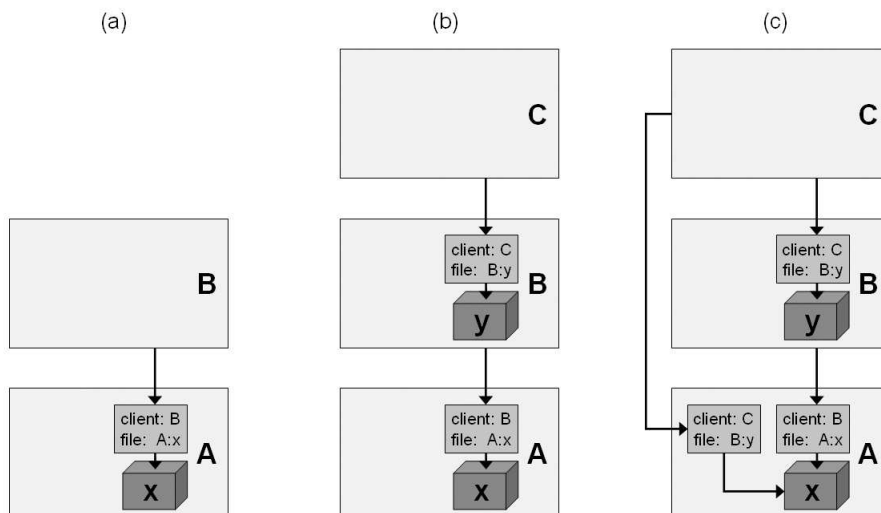 (a)
(b)
(c)
C
C
client: C
file: B:y
client: C
file: B:y
B
B
B
y
y
client: B
file: A:x
client: B
file: A:x
client: C
file: B:y
client: B
file: A:x
A
A
A
x
x
x